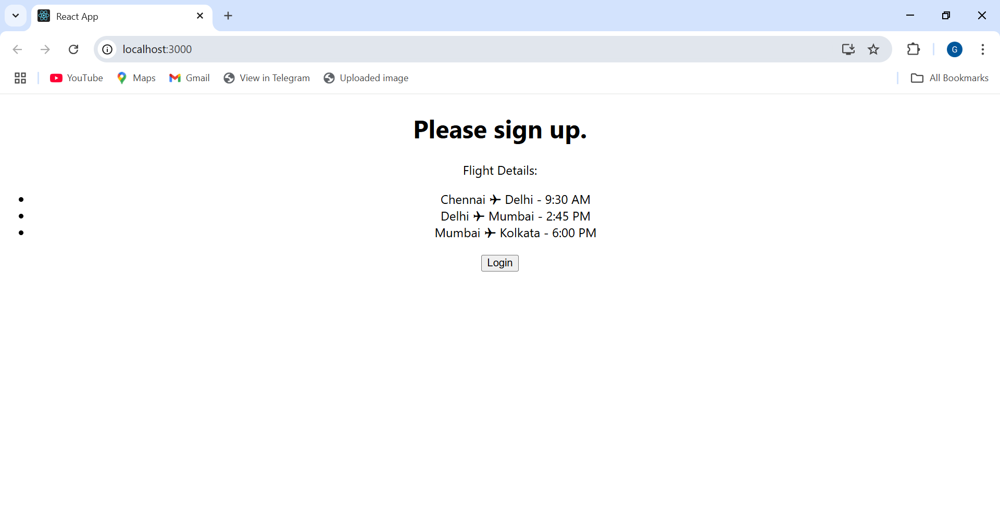 React App
localhost:3000
G
YouTube Maps Gmail View in Telegram Uploaded image All Bookmarks
Please sign up.
Flight Details:
• Chennai ✈ Delhi - 9:30 AM
• Delhi ✈ Mumbai - 2:45 PM
• Mumbai ✈ Kolkata - 6:00 PM
Login